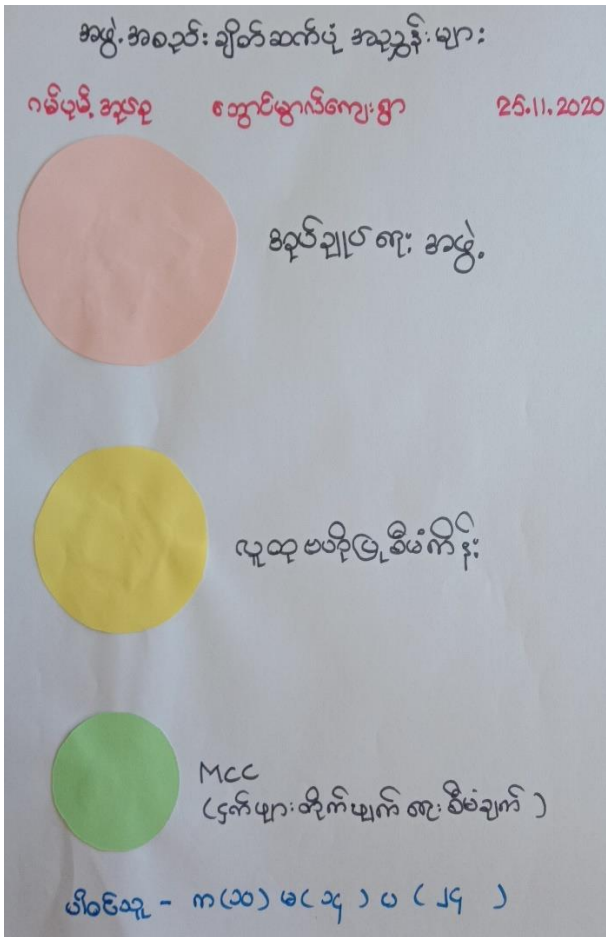 အဖွဲ့အစည်းချိတ်ဆက်ပုံ အညွှန်းများ
ဂမ်ပုမ့်အုပ်စု ဘွောင်မွာလ်ကျေးရွာ 25.11.2020
အုပ်ချုပ်ရေး အဖွဲ့
လူထုဗဟိုပြုစီမံကိန်း
MCC
(ငှက်ဖျားတိုက်ဖျက်ရေးစီမံချက်)
ပါဝင်သူ - က(၁၀) မ(၁၄) ပ(၂၄)